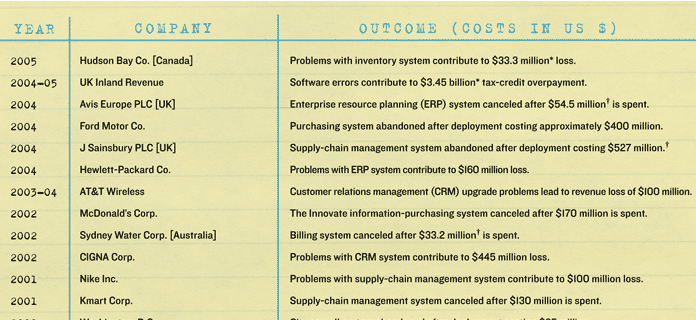 YEAR COMPANY OUTCOME (COSTS IN US $)
2005 Hudson Bay Co. [Canada] Problems with inventory system contribute to $33.3 million* loss.
2004–05 UK Inland Revenue Software errors contribute to $3.45 billion* tax-credit overpayment.
2004 Avis Europe PLC [UK] Enterprise resource planning (ERP) system canceled after $54.5 million† is spent.
2004 Ford Motor Co. Purchasing system abandoned after deployment costing approximately $400 million.
2004 J Sainsbury PLC [UK] Supply-chain management system abandoned after deployment costing $527 million.†
2004 Hewlett-Packard Co. Problems with ERP system contribute to $160 million loss.
2003–04 AT&T Wireless Customer relations management (CRM) upgrade problems lead to revenue loss of $100 million.
2002 McDonald's Corp. The Innovate information-purchasing system canceled after $170 million is spent.
2002 Sydney Water Corp. [Australia] Billing system canceled after $33.2 million† is spent.
2002 CIGNA Corp. Problems with CRM system contribute to $445 million loss.
2001 Nike Inc. Problems with supply-chain management system contribute to $100 million loss.
2001 Kmart Corp. Supply-chain management system canceled after $130 million is spent.